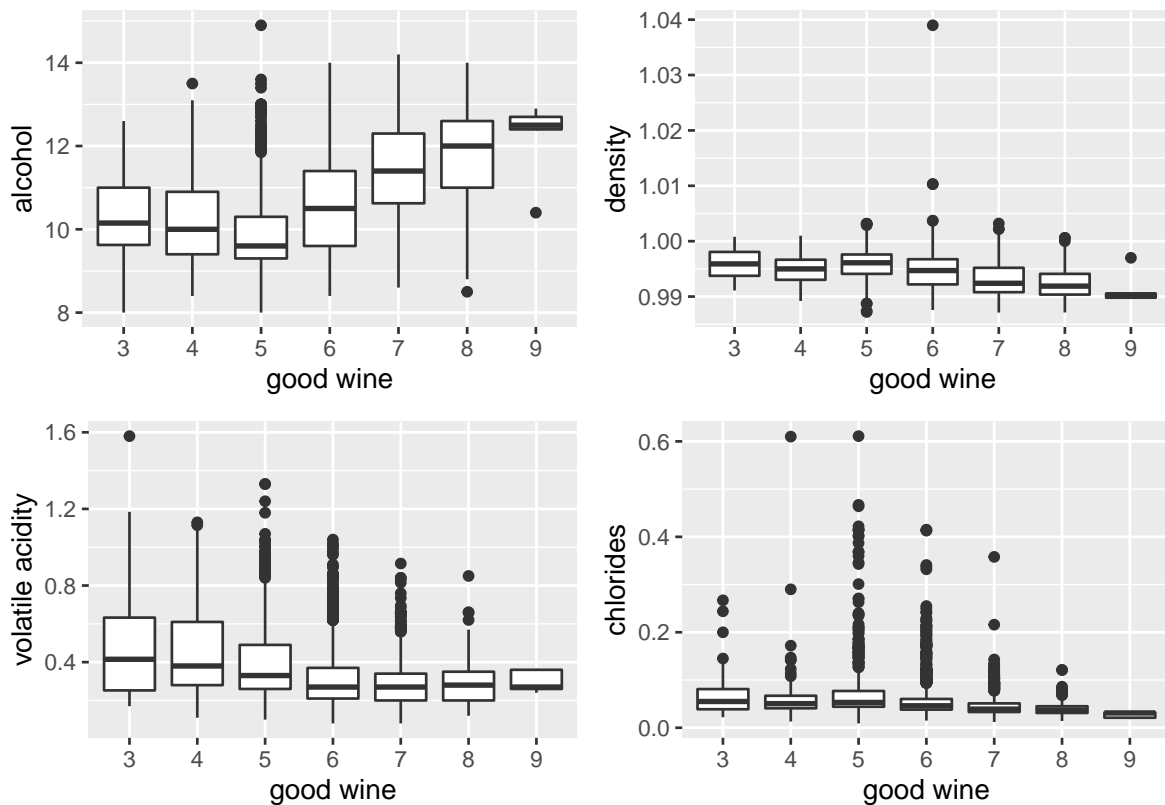 14
12
10
8
alcohol
3 4 5 6 7 8 9
good wine
1.04
1.03
1.02
1.01
1.00
0.99
density
3 4 5 6 7 8 9
good wine
1.6
1.2
0.8
0.4
volatile acidity
3 4 5 6 7 8 9
good wine
0.6
0.4
0.2
0.0
chlorides
3 4 5 6 7 8 9
good wine